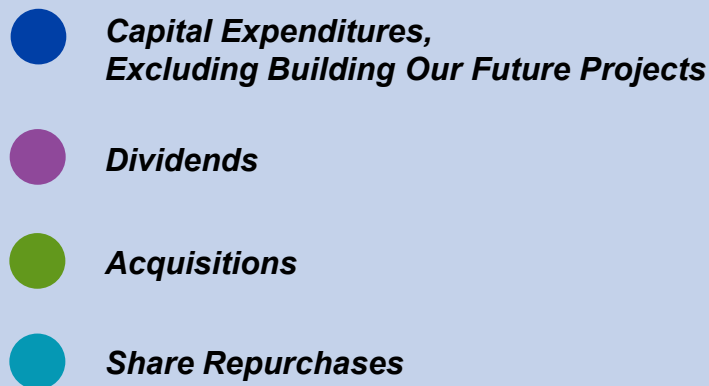 Capital Expenditures,
Excluding Building Our Future Projects
Dividends
Acquisitions
Share Repurchases